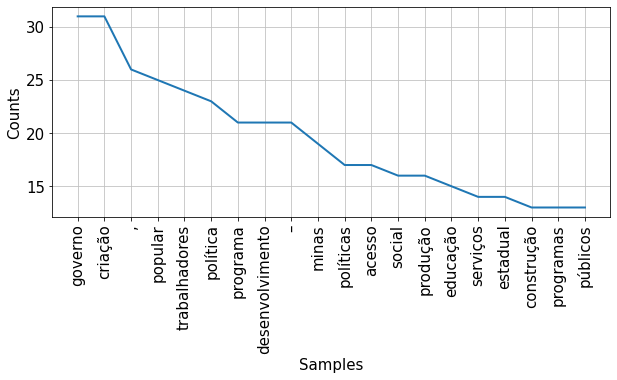 Counts
30
25
20
15
governo
criação
,
popular
trabalhadores
política
programa
desenvolvimento
–
minas
políticas
acesso
social
produção
educação
serviços
estadual
construção
programas
públicos
Samples